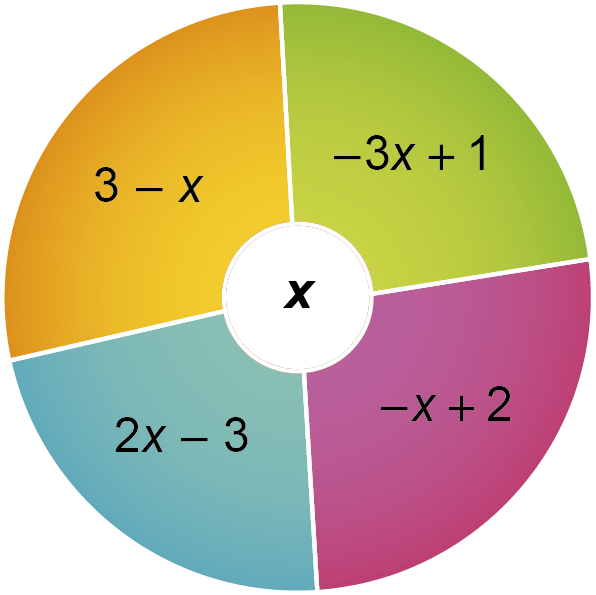 −3x + 1
3 − x
x
−x + 2
2x − 3